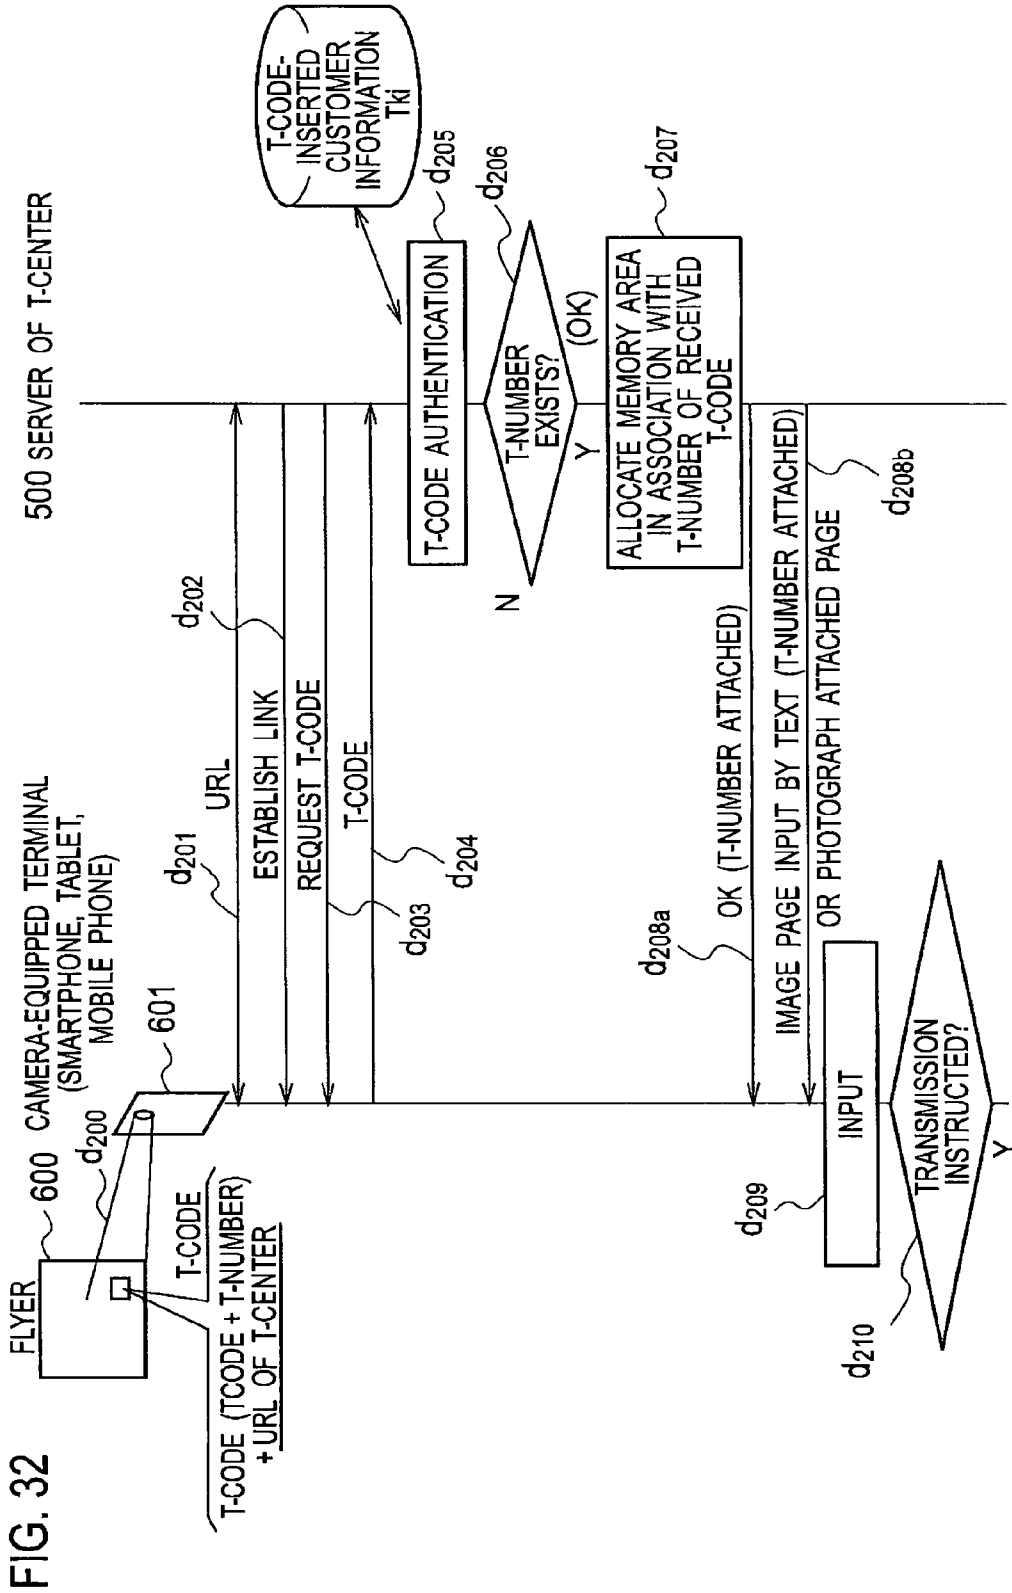 FIG. 32
FLYER
600
CAMERA-EQUIPPED TERMINAL
(SMARTPHONE, TABLET,
MOBILE PHONE)
500 SERVER OF T-CENTER
d200
601
T-CODE
T-CODE (TCODE + T-NUMBER)
+ URL OF T-CENTER
d201
URL
d202
ESTABLISH LINK
REQUEST T-CODE
d203
T-CODE
d204
T-CODE-
INSERTED
CUSTOMER
INFORMATION
Tki
d205
T-CODE AUTHENTICATION
d206
T-NUMBER
EXISTS?
N
Y
(OK)
d207
ALLOCATE MEMORY AREA
IN ASSOCIATION WITH
T-NUMBER OF RECEIVED
T-CODE
d208a
OK (T-NUMBER ATTACHED)
IMAGE PAGE INPUT BY TEXT (T-NUMBER ATTACHED)
OR PHOTOGRAPH ATTACHED PAGE
d208b
d209
INPUT
d210
TRANSMISSION
INSTRUCTED?
Y